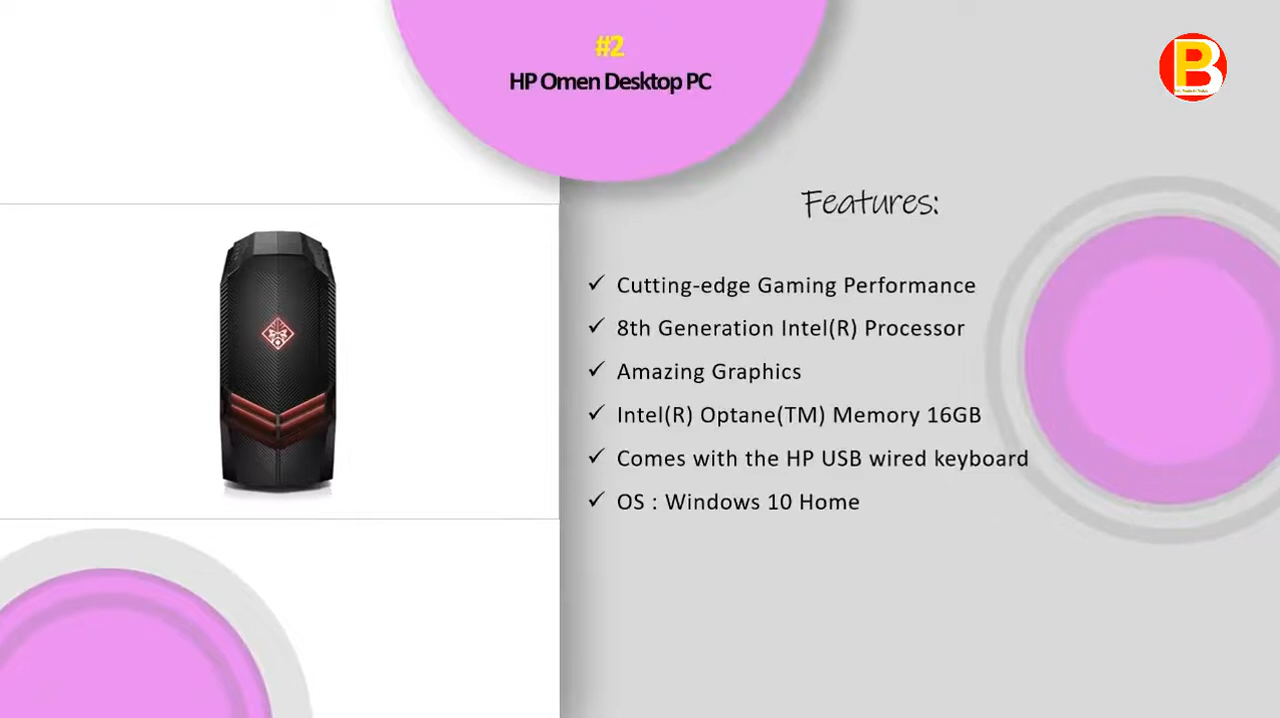 #2
HP Omen Desktop PC
B
Features:
✓ Cutting-edge Gaming Performance
✓ 8th Generation Intel(R) Processor
✓ Amazing Graphics
✓ Intel(R) Optane(TM) Memory 16GB
✓ Comes with the HP USB wired keyboard
✓ OS : Windows 10 Home